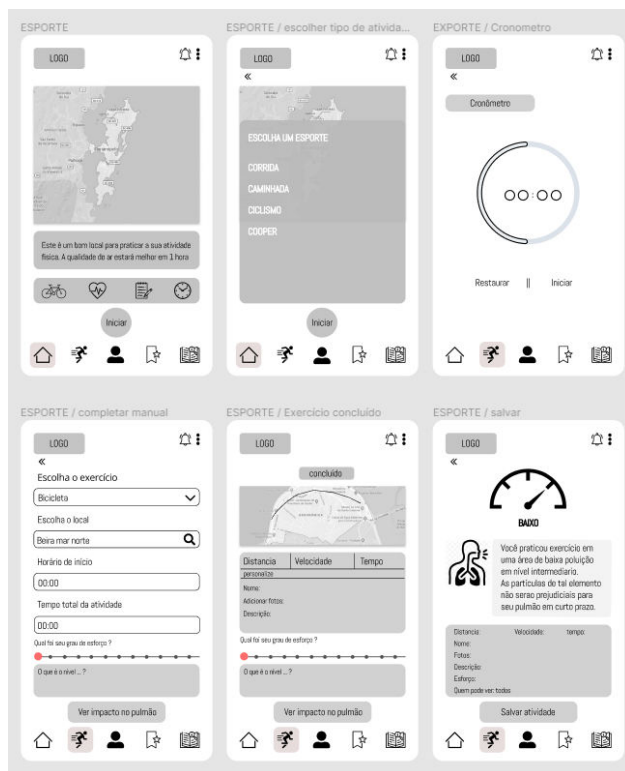 ESPORTE
LOGO
Este é um bom local para praticar a sua atividade
física. A qualidade de ar estará melhor em 1 hora
Iniciar
ESPORTE / escolher tipo de ativida...
LOGO
«
ESCOLHA UM ESPORTE
CORRIDA
CAMINHADA
CICLISMO
COOPER
Iniciar
EXPORTE / Cronometro
LOGO
«
Cronômetro
00:00
Restaurar || Iniciar
ESPORTE / completar manual
LOGO
«
Escolha o exercício
Bicicleta
Escolha o local
Beira mar norte
Horário de início
00:00
Tempo total da atividade
00:00
Qual foi seu grau de esforço ?
O que é o nível ... ?
Ver impacto no pulmão
ESPORTE / Exercício concluído
LOGO
concluído
Distancia Velocidade Tempo
personalize
Nome:
Adicionar fotos:
Descrição:
Qual foi seu grau de esforço ?
O que é o nível ... ?
Ver impacto no pulmão
ESPORTE / salvar
LOGO
«
BAIXO
Você praticou exercício em
uma área de baixa poluição
em nível intermediario.
As partículas de tal elemento
não serao prejudiciais para
seu pulmão em curto prazo.
Distancia: Velocidade: tempo:
Nome:
Fotos:
Descrição:
Esforço:
Quem pode ver: todos
Salvar atividade